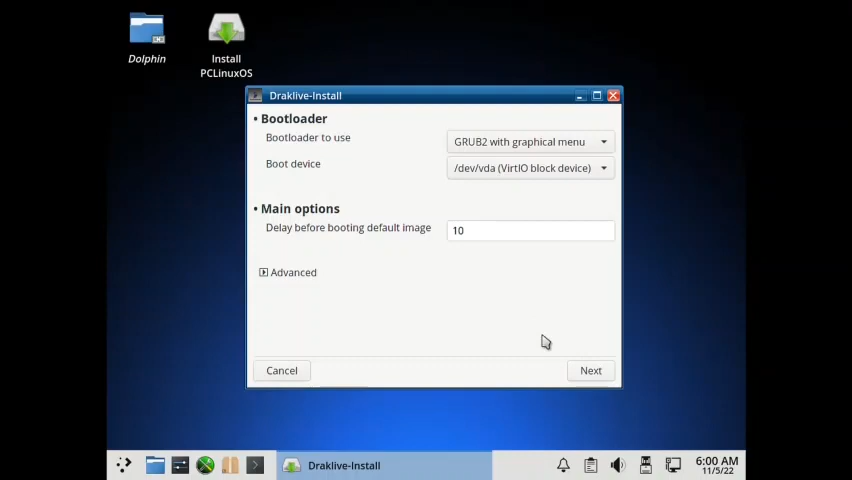 Dolphin
Install
PCLinuxOS
Draklive-Install
• Bootloader
Bootloader to use
GRUB2 with graphical menu
Boot device
/dev/vda (VirtIO block device)
• Main options
Delay before booting default image
10
Advanced
Cancel
Next
Draklive-Install
6:00 AM
11/5/22